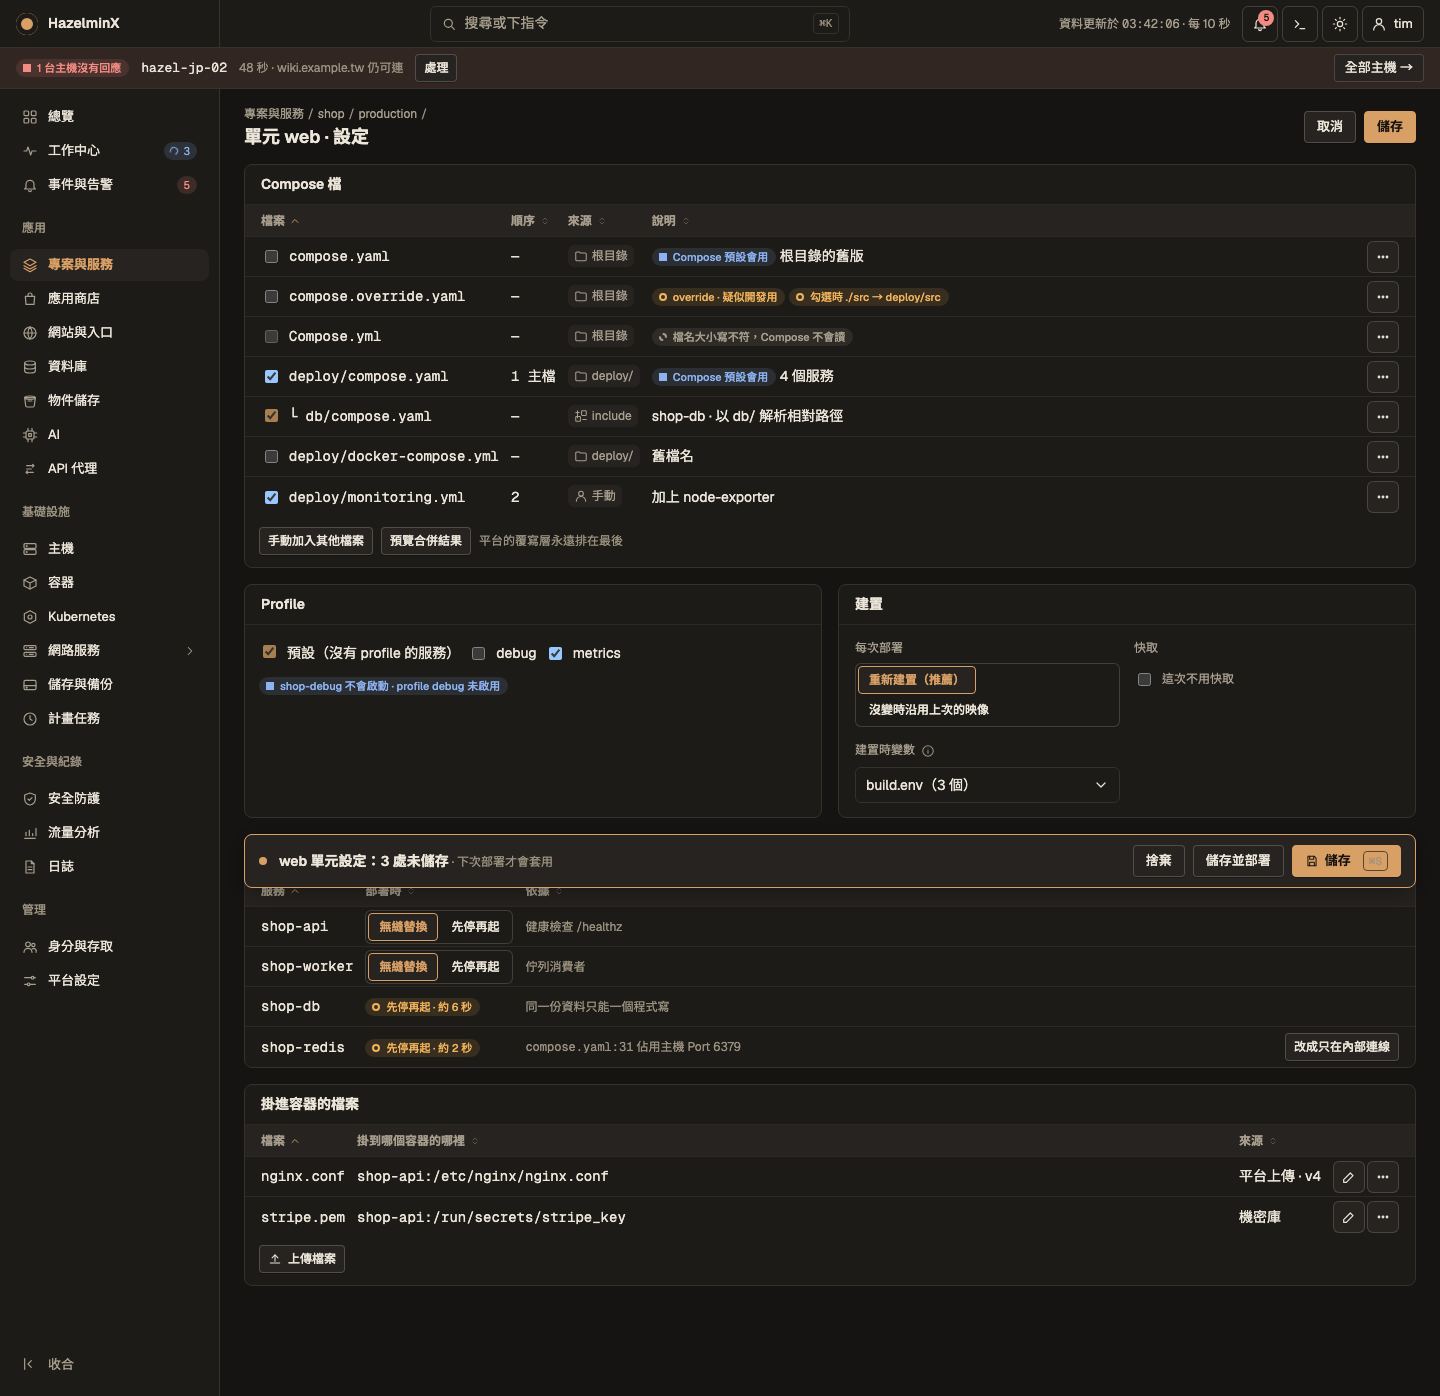 HazelminX
搜尋或下指令 ⌘K
資料更新於 03:42:06 · 每 10 秒
5
tim
1 台主機沒有回應 hazel-jp-02 48 秒 · wiki.example.tw 仍可連 處理
全部主機 →
總覽
工作中心 3
事件與告警 5
應用
專案與服務
應用商店
網站與入口
資料庫
物件儲存
AI
API 代理
基礎設施
主機
容器
Kubernetes
網路服務
儲存與備份
計畫任務
安全與紀錄
安全防護
流量分析
日誌
管理
身分與存取
平台設定
收合
專案與服務 / shop / production /
單元 web · 設定
取消 儲存
Compose 檔
檔案 順序 來源 說明
compose.yaml — 根目錄 Compose 預設會用 根目錄的舊版
compose.override.yaml — 根目錄 override · 疑似開發用 勾選時 ./src → deploy/src
Compose.yml — 根目錄 檔名大小寫不符，Compose 不會讀
deploy/compose.yaml 1 主檔 deploy/ Compose 預設會用 4 個服務
└ db/compose.yaml — include shop-db · 以 db/ 解析相對路徑
deploy/docker-compose.yml — deploy/ 舊檔名
deploy/monitoring.yml 2 手動 加上 node-exporter
手動加入其他檔案 預覽合併結果 平台的覆寫層永遠排在最後
Profile
預設（沒有 profile 的服務） debug metrics
shop-debug 不會啟動 · profile debug 未啟用
建置
每次部署 快取
重新建置（推薦） 這次不用快取
沒變時沿用上次的映像
建置時變數
build.env（3 個）
web 單元設定：3 處未儲存 · 下次部署才會套用
捨棄 儲存並部署 儲存 ⌘S
服務 部署時 依據
shop-api 無縫替換 先停再起 健康檢查 /healthz
shop-worker 無縫替換 先停再起 佇列消費者
shop-db 先停再起 · 約 6 秒 同一份資料只能一個程式寫
shop-redis 先停再起 · 約 2 秒 compose.yaml:31 佔用主機 Port 6379 改成只在內部連線
掛進容器的檔案
檔案 掛到哪個容器的哪裡 來源
nginx.conf shop-api:/etc/nginx/nginx.conf 平台上傳 · v4
stripe.pem shop-api:/run/secrets/stripe_key 機密庫
上傳檔案